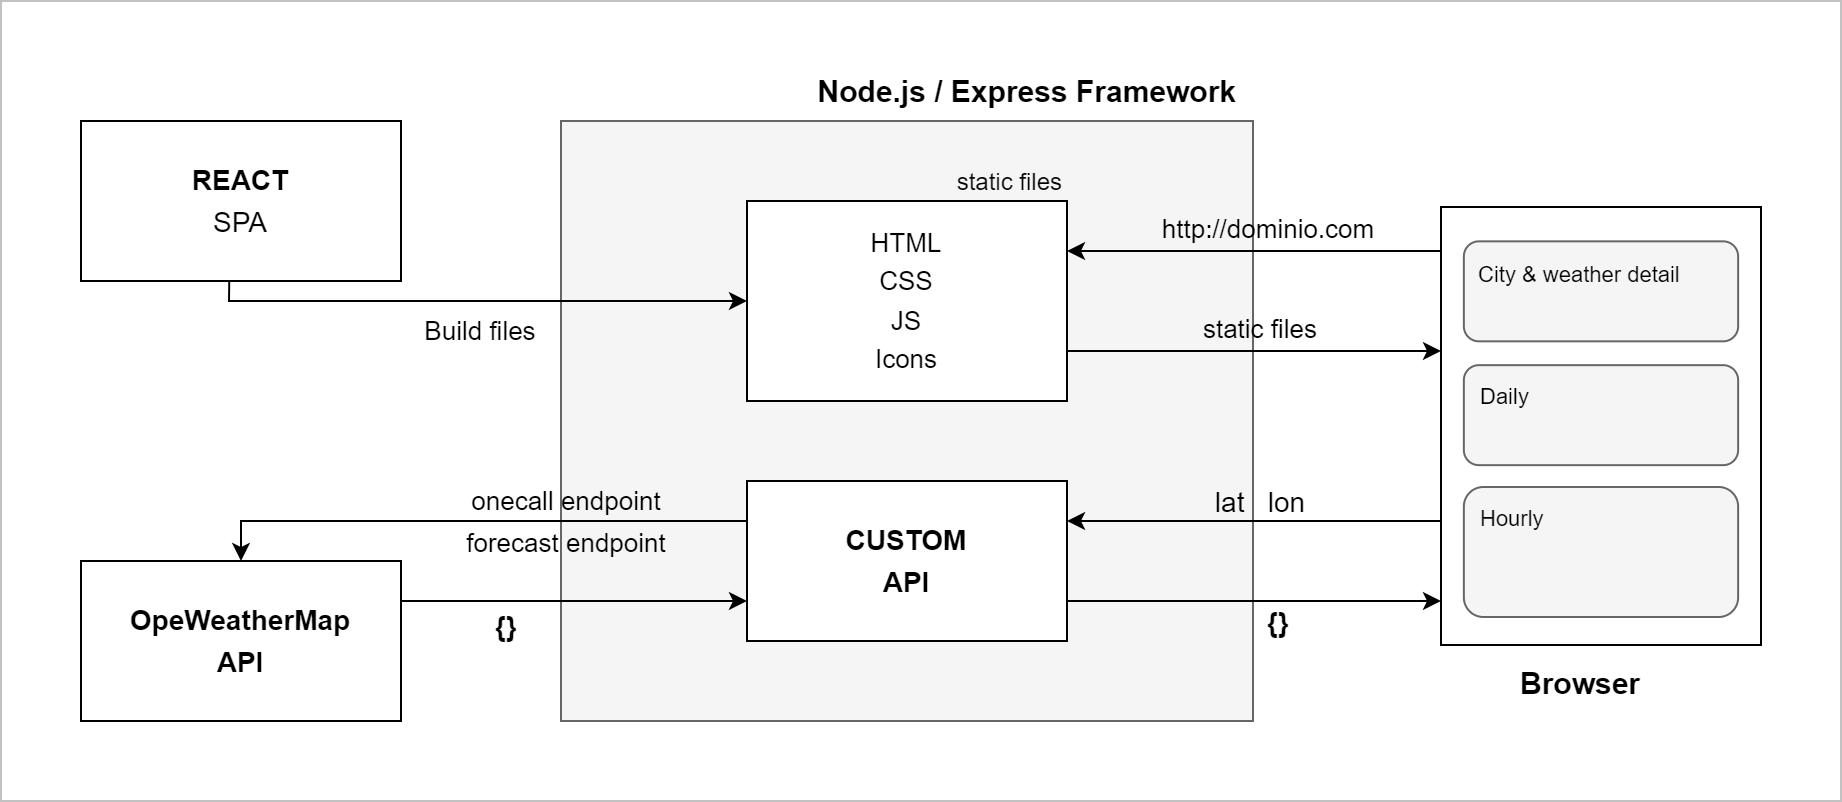 Node.js / Express Framework
REACT
SPA
Build files
static files
HTML
CSS
JS
Icons
http://dominio.com
static files
City & weather detail
Daily
Hourly
Browser
onecall endpoint
forecast endpoint
OpeWeatherMap
API
{}
CUSTOM
API
lat lon
{}